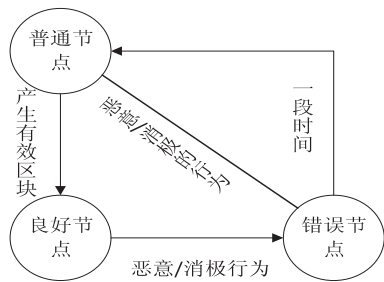 普通节
点
产生有效区块
恶意/消极的行为
一段时间
良好节
点
错误节
点
恶意/消极行为